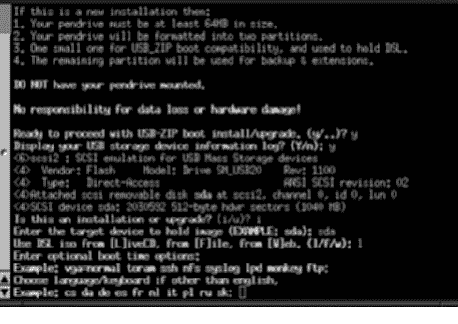 If this is a new installation then:
1. Your pendrive must be at least 64MB in size.
2. Your pendrive will be formatted into two partitions.
3. One small one for USB_ZIP boot compatibility, and used to hold DSL.
4. The remaining partition will be used for backup & extensions.
DO NOT have your pendrive mounted.
No responsibility for data loss or hardware damage!
Ready to proceed with USB-ZIP boot install/upgrade. (y/..)? y
Display your USB storage device information log? (Y/n): y
<6>scsi2 : SCSI emulation for USB Mass Storage devices
<4> Vendor: Flash Model: Drive SM_USB20 Rev: 1100
<4> Type: Direct-Access ANSI SCSI revision: 02
<4>Attached scsi removable disk sda at scsi2, channel 0, id 0, lun 0
<4>SCSI device sda: 512-byte hdwr sectors (1040 MB)
Is this an installation or upgrade? (i/u)? i
Enter the target device to hold image (EXAMPLE: sda): sda
Use DSL iso from [L]iveCD, from [F]ile, from [W]eb, (l/f/w): l
Enter optional boot time options:
Example: vga=normal toram ssh nfs syslog lpd monkey ftp:
Choose language/keyboard if other than english.
Example: cs da de es fr nl it pl ru sk: